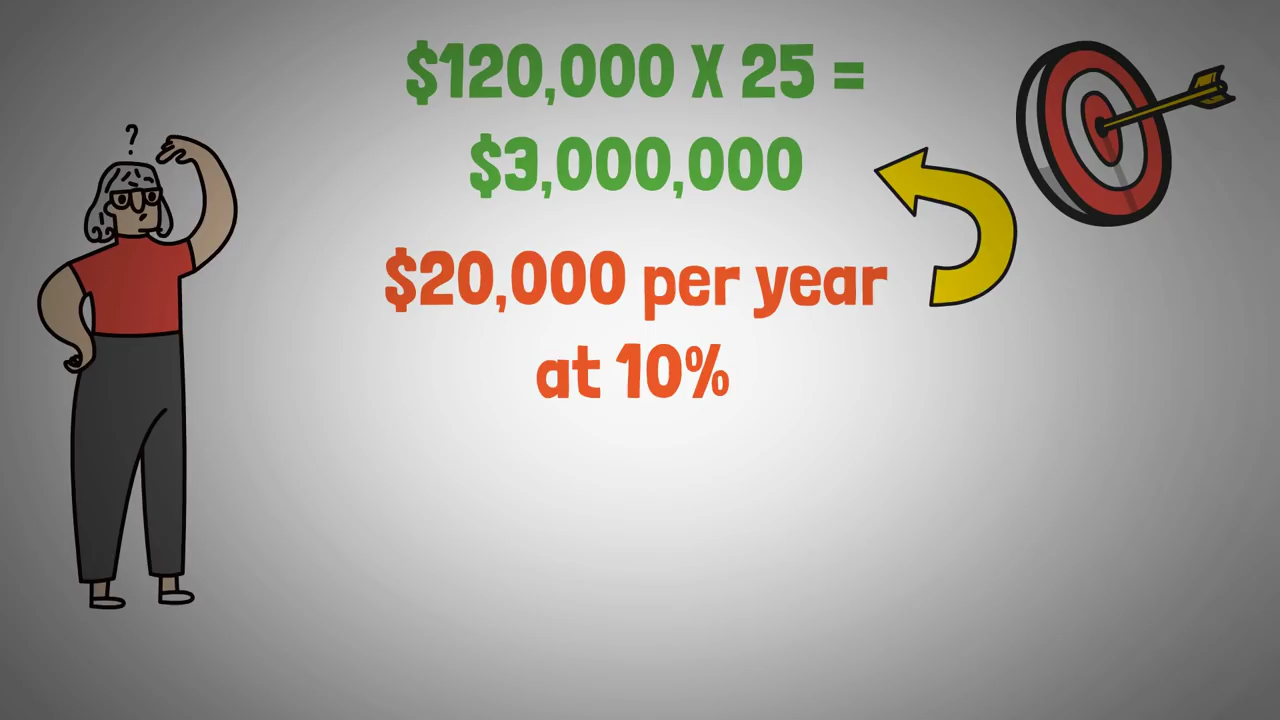 $120,000 X 25 =
$3,000,000
?
$20,000 per year
at 10%